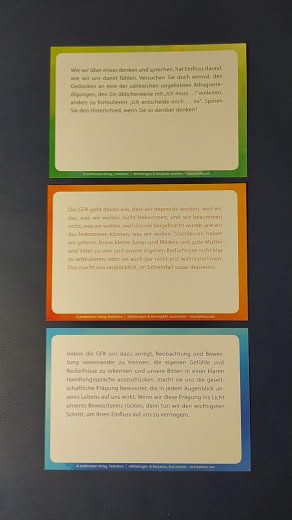 Wie wir über etwas denken und sprechen, hat Einfluss darauf,
wie wir uns damit fühlen. Versuchen Sie doch einmal, den
Gedanken an eine der zahlreichen ungeliebten Alltagserle-
digungen, den Sie üblicherweise mit „Ich muss ...“ einleiten,
anders zu formulieren: „Ich entscheide mich ... zu“. Spüren
Sie den Unterschied, wenn Sie so darüber denken?
Die GFK geht davon aus, dass wir depressiv werden, weil wir
das, was wir wollen, nicht bekommen, und wir bekommen
nicht, was wir wollen, weil uns nie beigebracht wurde, wie wir
das bekommen können, was wir wollen. Stattdessen haben
wir gelernt, brave kleine Jungs und Mädels und gute Mütter
und Väter zu sein und unsere eigenen Bedürfnisse nicht klar
zu artikulieren, oder sie auch gar nicht erst wahrzunehmen.
Das macht uns unglücklich, im Extremfall sogar depressiv.
Indem die GFK uns dazu anregt, Beobachtung und Bewer-
tung voneinander zu trennen, die eigenen Gefühle und
Bedürfnisse zu erkennen und unsere Bitten in einer klaren
Handlungssprache auszudrücken, macht sie uns die gesell-
schaftliche Prägung bewusster, die in jedem Augenblick un-
seres Lebens auf uns wirkt. Wenn wir diese Prägung ins Licht
unseres Bewusstseins rücken, dann tun wir den wichtigsten
Schritt, um ihren Einfluss auf uns zu verringern.